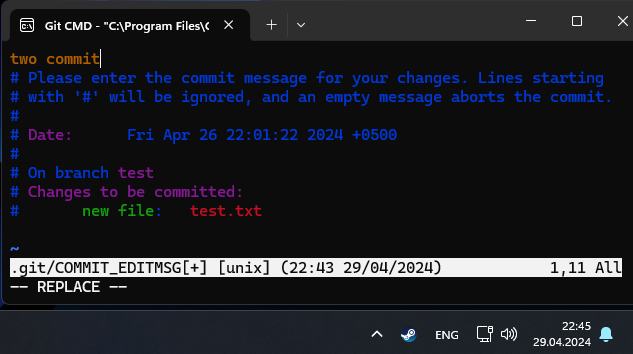 Git CMD - "C:\Program Files\G
two commit
# Please enter the commit message for your changes. Lines starting
# with '#' will be ignored, and an empty message aborts the commit.
#
# Date:      Fri Apr 26 22:01:22 2024 +0500
#
# On branch test
# Changes to be committed:
#       new file:   test.txt
~
.git/COMMIT_EDITMSG[+] [unix] (22:43 29/04/2024) 1,11 All
-- REPLACE --
ENG
22:45
29.04.2024